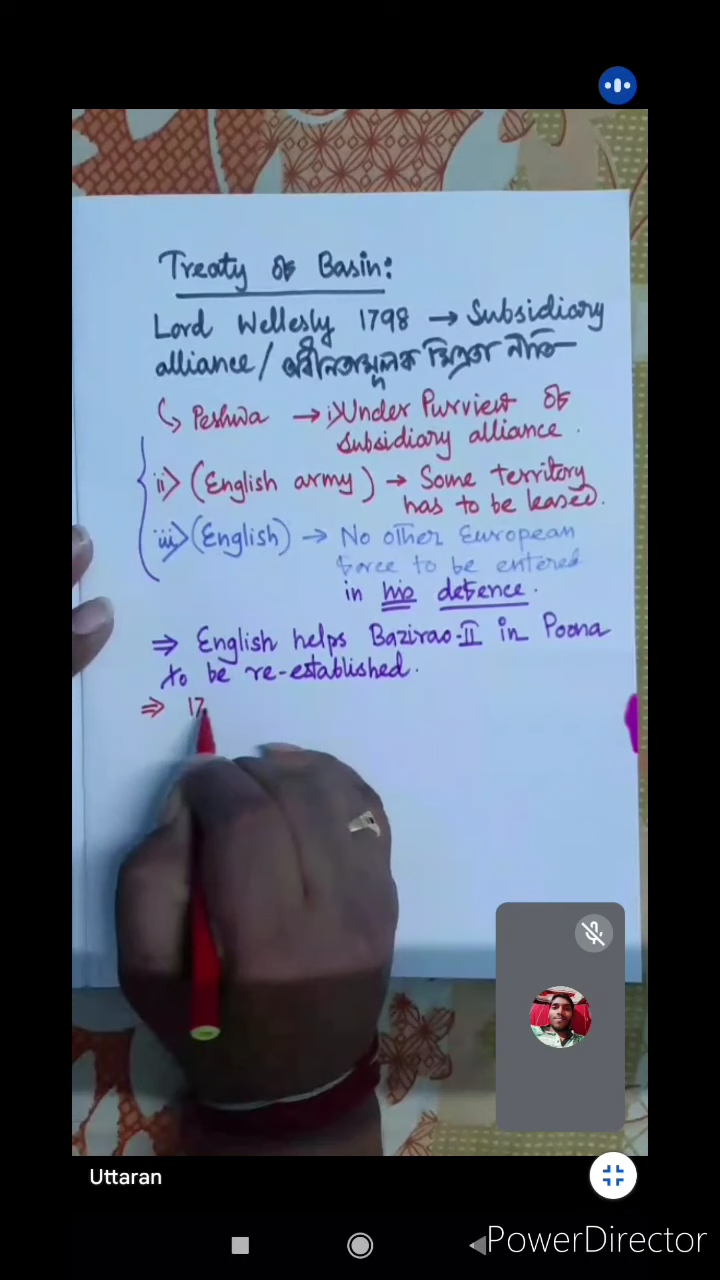 Treaty of Basin:
Lord Wellesly 1798 → Subsidiary
alliance/ অধীনতামূলক মিত্রতা নীতি
↳ Peshwa → i) Under Purview of
Subsidiary alliance.
ii) (English army) → Some territory
has to be leased.
iii) (English) → No other European
force to be entered
in his defence.
⇒ English helps Bazirao-II in Poona
to be re-established.
⇒ 17
Uttaran
PowerDirector